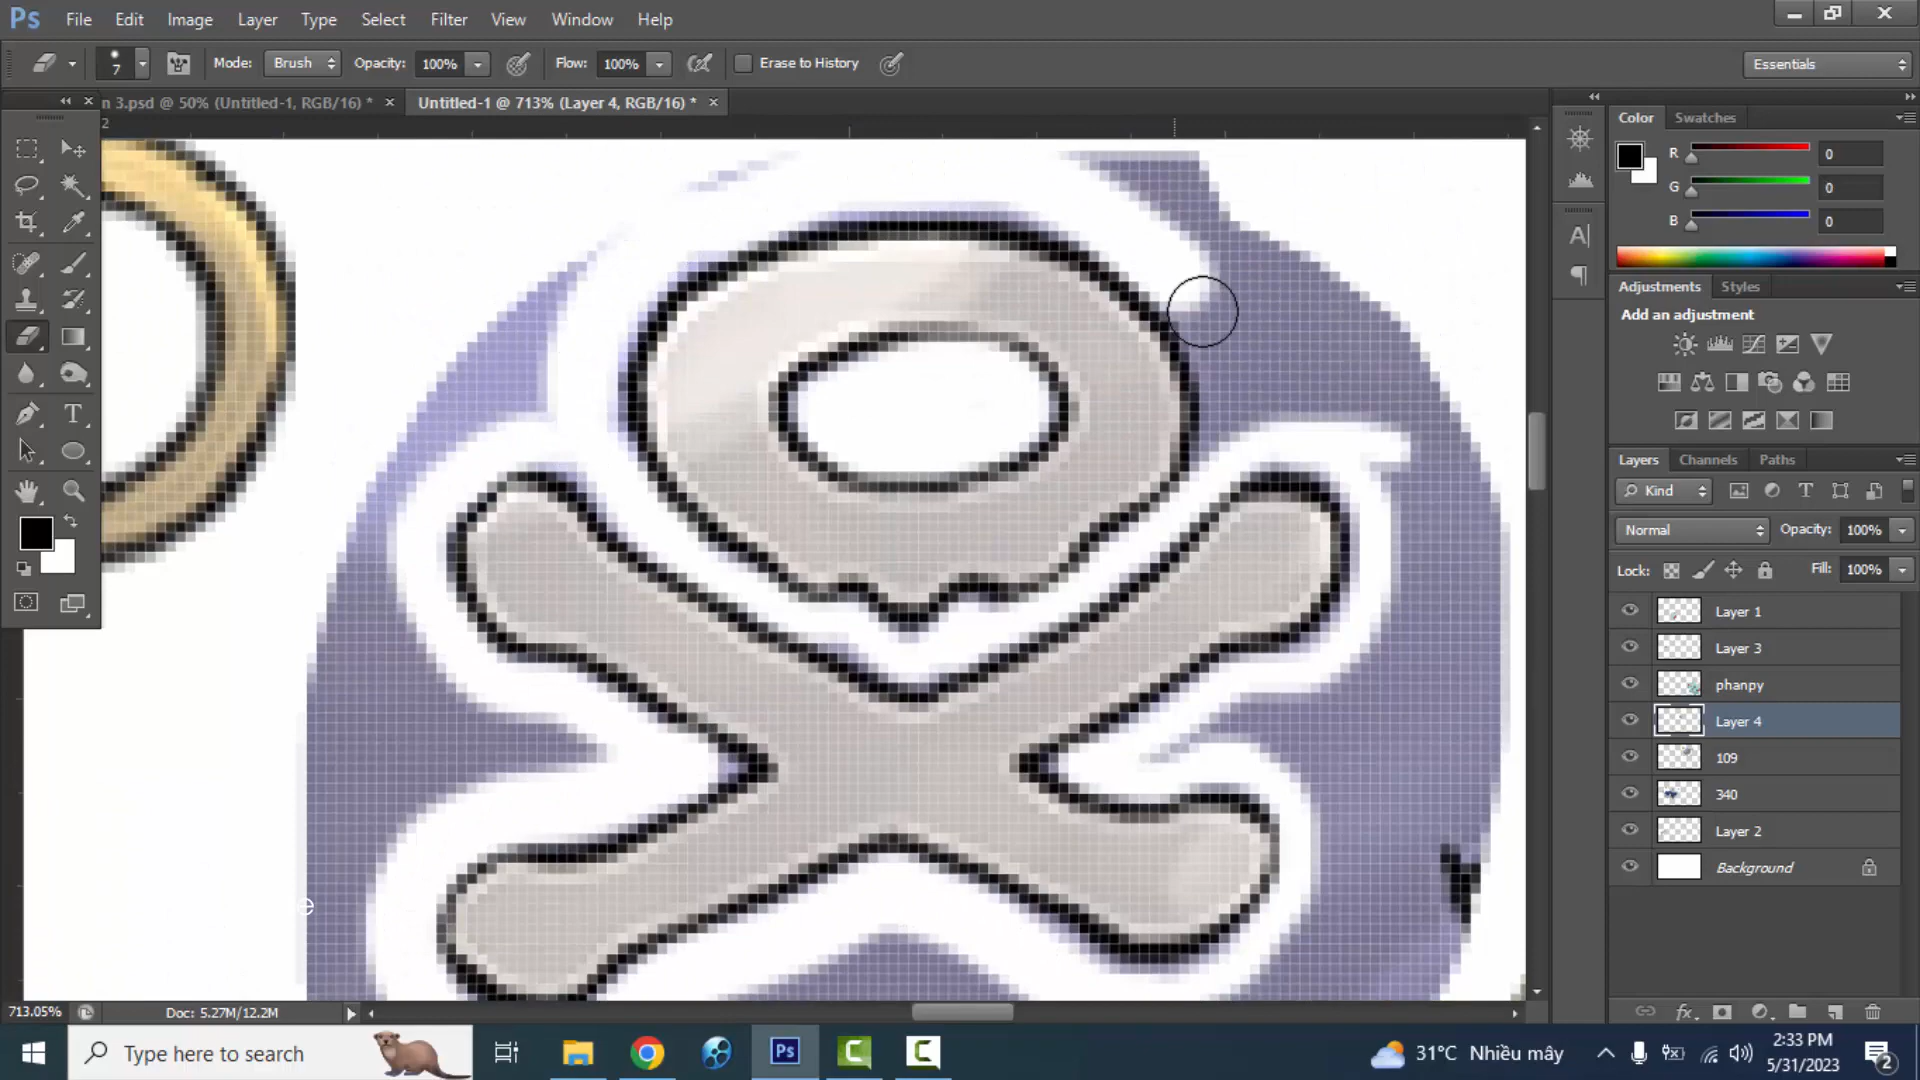 Ps File Edit Image Layer Type Select Filter View Window Help
7 Mode: Brush Opacity: 100% Flow: 100% Erase to History Essentials
n 3.psd @ 50% (Untitled-1, RGB/16) * × Untitled-1 @ 713% (Layer 4, RGB/16) * ×
2
Color Swatches
R 0
G 0
B 0
Adjustments Styles
Add an adjustment
Layers Channels Paths
Kind
Normal Opacity: 100%
Lock: Fill: 100%
Layer 1
Layer 3
phanpy
Layer 4
109
340
Layer 2
Background
e
713.05% Doc: 5.27M/12.2M
Type here to search
31°C Nhiều mây
2:33 PM
5/31/2023
2